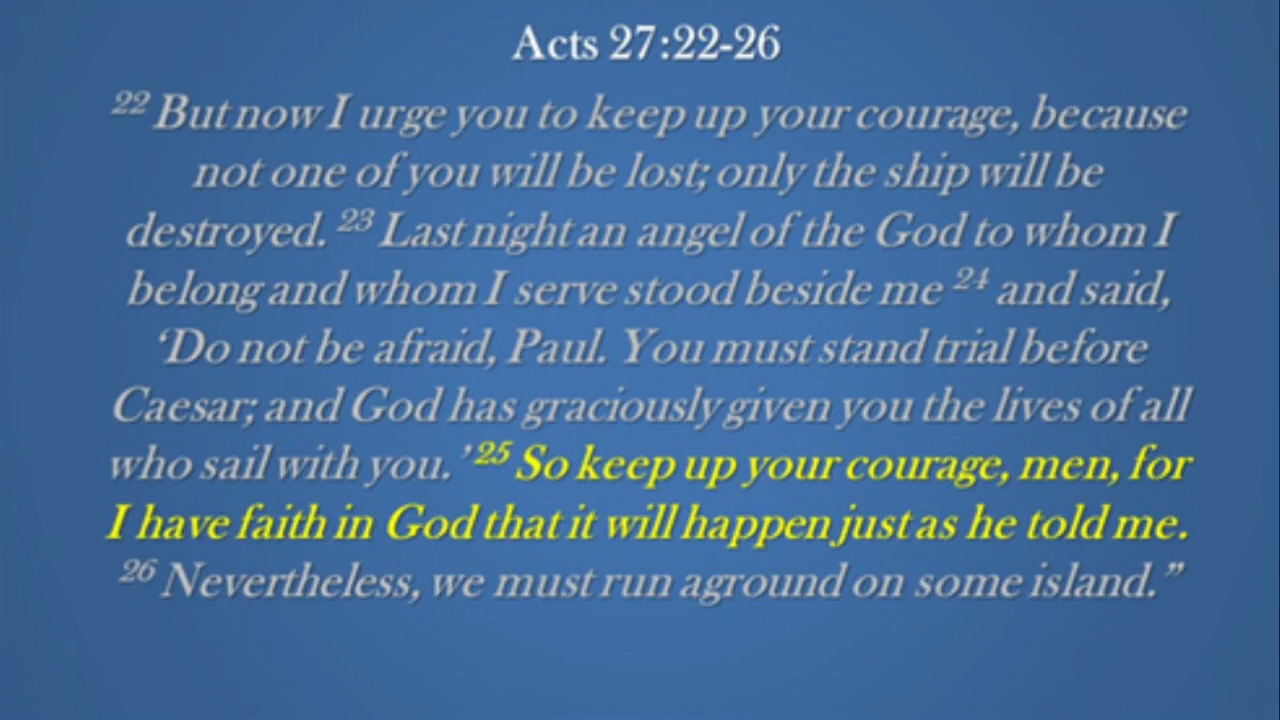 Acts 27:22-26
22 But now I urge you to keep up your courage, because
not one of you will be lost; only the ship will be
destroyed. 23 Last night an angel of the God to whom I
belong and whom I serve stood beside me 24 and said,
‘Do not be afraid, Paul. You must stand trial before
Caesar; and God has graciously given you the lives of all
who sail with you.’ 25 So keep up your courage, men, for
I have faith in God that it will happen just as he told me.
26 Nevertheless, we must run aground on some island.”